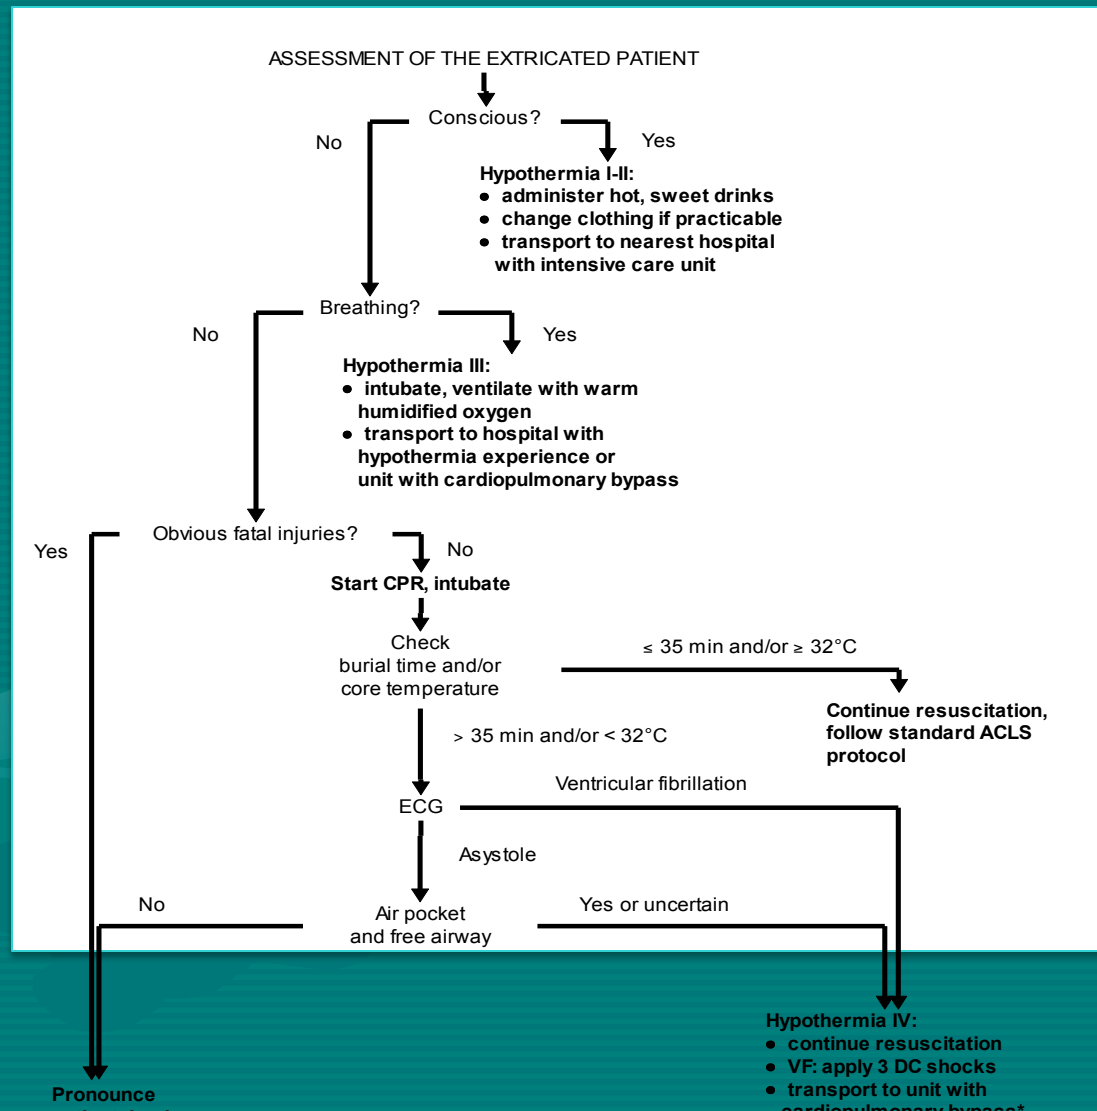 ASSESSMENT OF THE EXTRICATED PATIENT
Conscious?
No
Yes
Hypothermia I-II:
● administer hot, sweet drinks
● change clothing if practicable
● transport to nearest hospital
with intensive care unit
Breathing?
No
Yes
Hypothermia III:
● intubate, ventilate with warm
humidified oxygen
● transport to hospital with
hypothermia experience or
unit with cardiopulmonary bypass
Obvious fatal injuries?
Yes
No
Start CPR, intubate
Check
burial time and/or
core temperature
≤ 35 min and/or ≥ 32°C
Continue resuscitation,
follow standard ACLS
protocol
> 35 min and/or < 32°C
Ventricular fibrillation
ECG
Asystole
No
Yes or uncertain
Air pocket
and free airway
Hypothermia IV:
● continue resuscitation
● VF: apply 3 DC shocks
● transport to unit with
cardiopulmonary bypass*
Pronounce